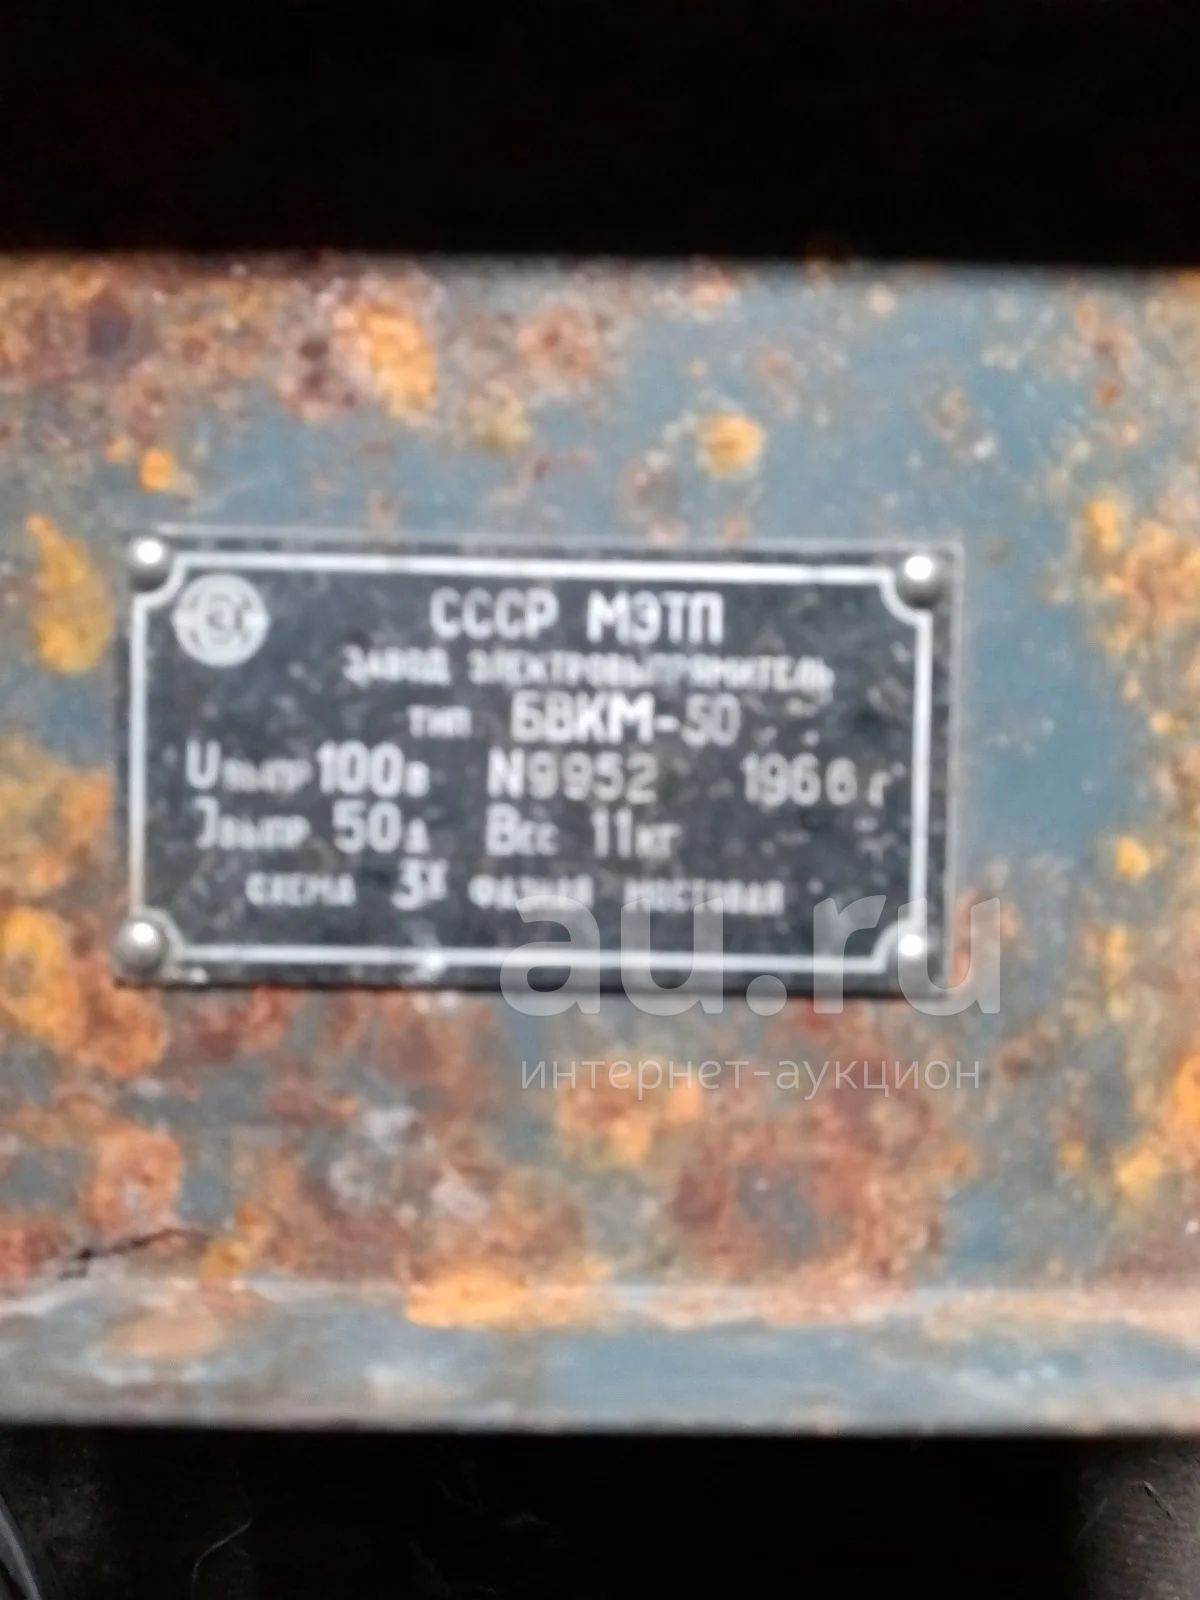 СССР МЭТП
ЗАВОД ЭЛЕКТРОВЫПРЯМИТЕЛЬ
ТИП БВКМ-50
Uвыпр 100в N9952 1966г
Jвыпр 50А Вес 11кг
СХЕМА 3х ФАЗНАЯ МОСТОВАЯ
au.ru
интернет-аукцион